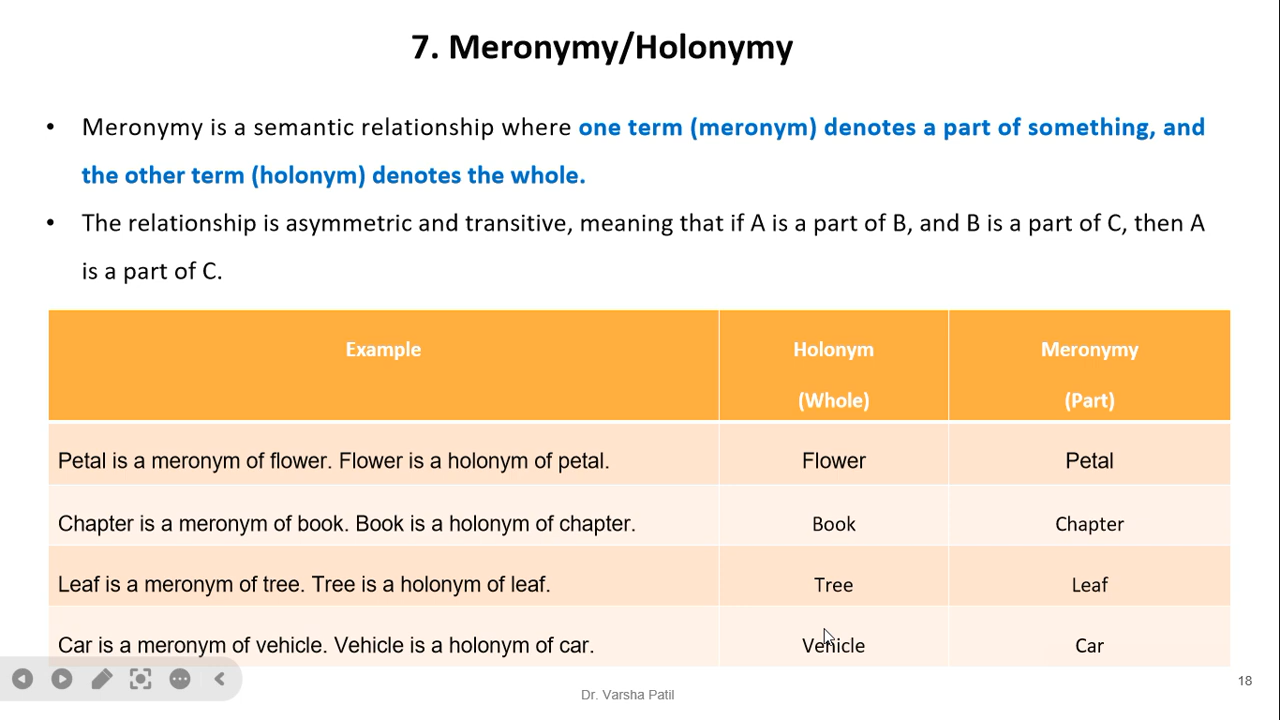 7. Meronymy/Holonymy
• Meronymy is a semantic relationship where one term (meronym) denotes a part of something, and
the other term (holonym) denotes the whole.
• The relationship is asymmetric and transitive, meaning that if A is a part of B, and B is a part of C, then A
is a part of C.
Example Holonym Meronymy
(Whole) (Part)
Petal is a meronym of flower. Flower is a holonym of petal. Flower Petal
Chapter is a meronym of book. Book is a holonym of chapter. Book Chapter
Leaf is a meronym of tree. Tree is a holonym of leaf. Tree Leaf
Car is a meronym of vehicle. Vehicle is a holonym of car. Vehicle Car
18
Dr. Varsha Patil